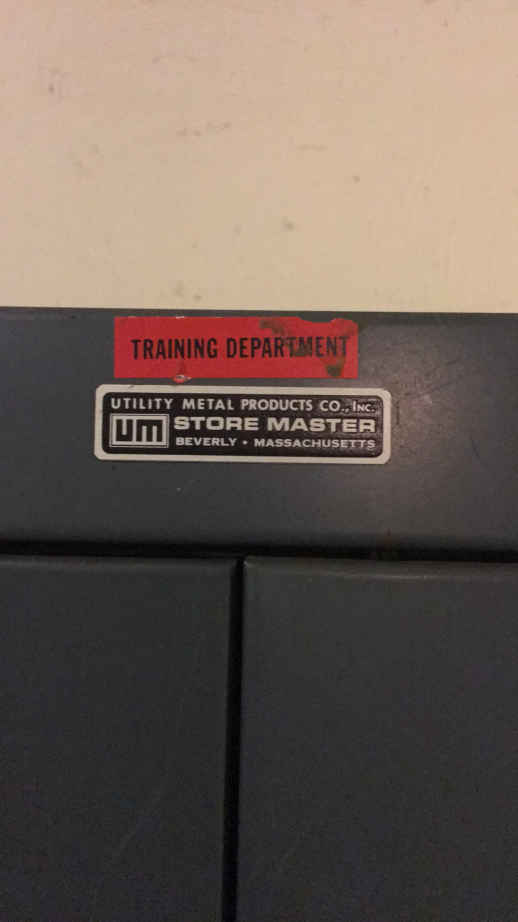 TRAINING DEPARTMENT
UTILITY METAL PRODUCTS CO., INC.
um STORE MASTER
BEVERLY • MASSACHUSETTS